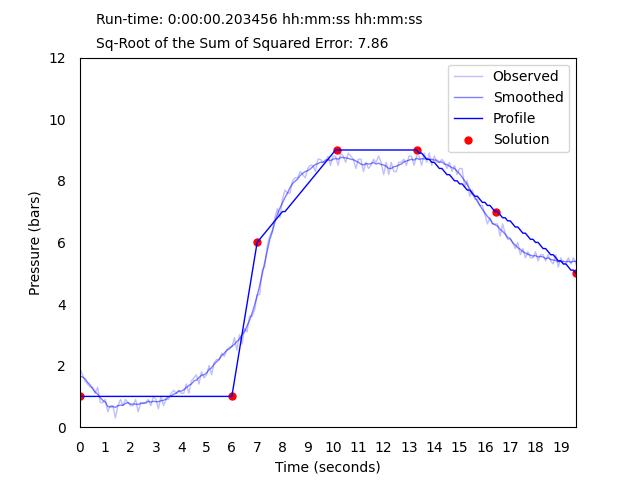 Run-time: 0:00:00.203456 hh:mm:ss hh:mm:ss
Sq-Root of the Sum of Squared Error: 7.86
12
10
8
6
4
2
0
Pressure (bars)
Observed
Smoothed
Profile
Solution
0 1 2 3 4 5 6 7 8 9 10 11 12 13 14 15 16 17 18 19
Time (seconds)